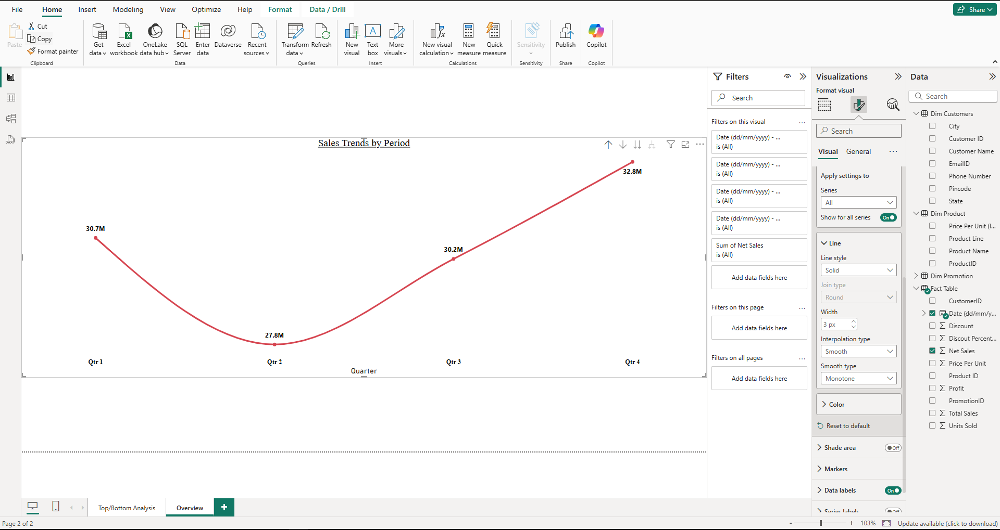 File Home Insert Modeling View Optimize Help Format Data / Drill Share
Paste
Cut
Copy
Format painter
Clipboard
Get data
Excel workbook
OneLake data hub
SQL Server
Enter data
Dataverse
Recent sources
Data
Transform data
Refresh
Queries
New visual
Text box
More visuals
Insert
New visual calculation
New measure
Quick measure
Calculations
Sensitivity
Sensitivity
Publish
Share
Copilot
Copilot
Sales Trends by Period
30.7M
27.8M
30.2M
32.8M
Qtr 1 Qtr 2 Qtr 3 Qtr 4
Quarter
Filters
Search
Filters on this visual ...
Date (dd/mm/yyyy) - ...
is (All)
Date (dd/mm/yyyy) - ...
is (All)
Date (dd/mm/yyyy) - ...
is (All)
Date (dd/mm/yyyy) - ...
is (All)
Sum of Net Sales
is (All)
Add data fields here
Filters on this page ...
Add data fields here
Filters on all pages ...
Add data fields here
Visualizations
Format visual
Search
Visual General ...
Apply settings to
Series
All
Show for all series On
Line
Line style
Solid
Join type
Round
Width
3 px
Interpolation type
Smooth
Smooth type
Monotone
Color
Reset to default
Shade area Off
Markers
Data labels On
Series labels Off
Data
Search
Dim Customers
City
Customer ID
Customer Name
EmailID
Phone Number
Pincode
State
Dim Product
Price Per Unit (I...
Product Line
Product Name
ProductID
Dim Promotion
Fact Table
CustomerID
Date (dd/mm/y...
Discount
Discout Percent...
Net Sales
Price Per Unit
Product ID
Profit
PromotionID
Total Sales
Units Sold
Top/Bottom Analysis Overview +
Page 2 of 2
- + 103% Update available (click to download)